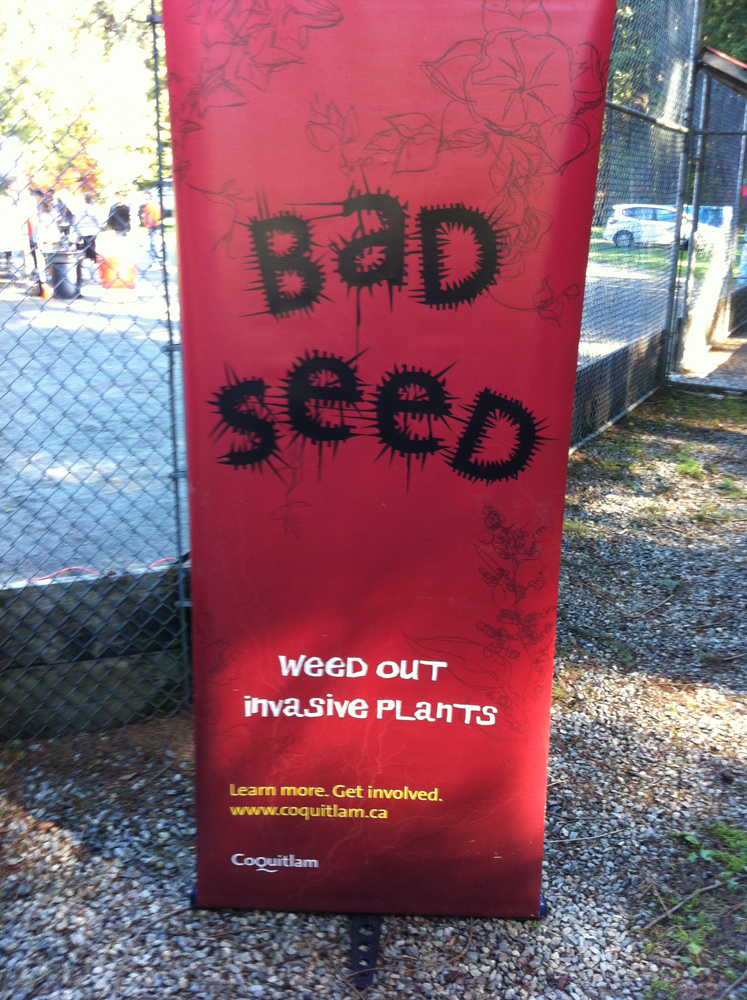 BaD
seeD
WeeD OUT
invasive PLanTs
Learn more. Get involved.
www.coquitlam.ca
Coquitlam